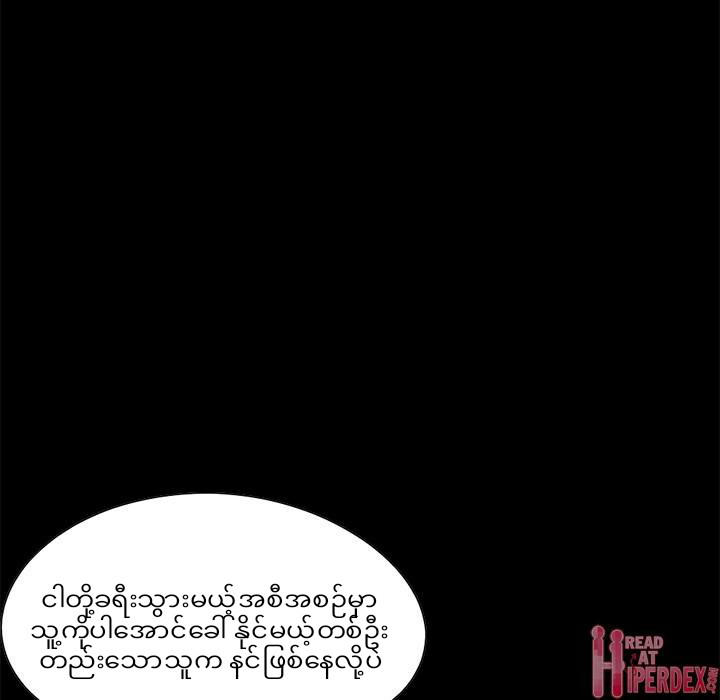 ငါတို့ခရီးသွားမယ့်အစီအစဉ်မှာ
သူ့ကိုပါအောင်ခေါ် နိုင်မယ့်တစ်ဦး
တည်းသောသူက နင်ဖြစ်နေလို့ပဲ
READ
AT
HIPERDEX.COM